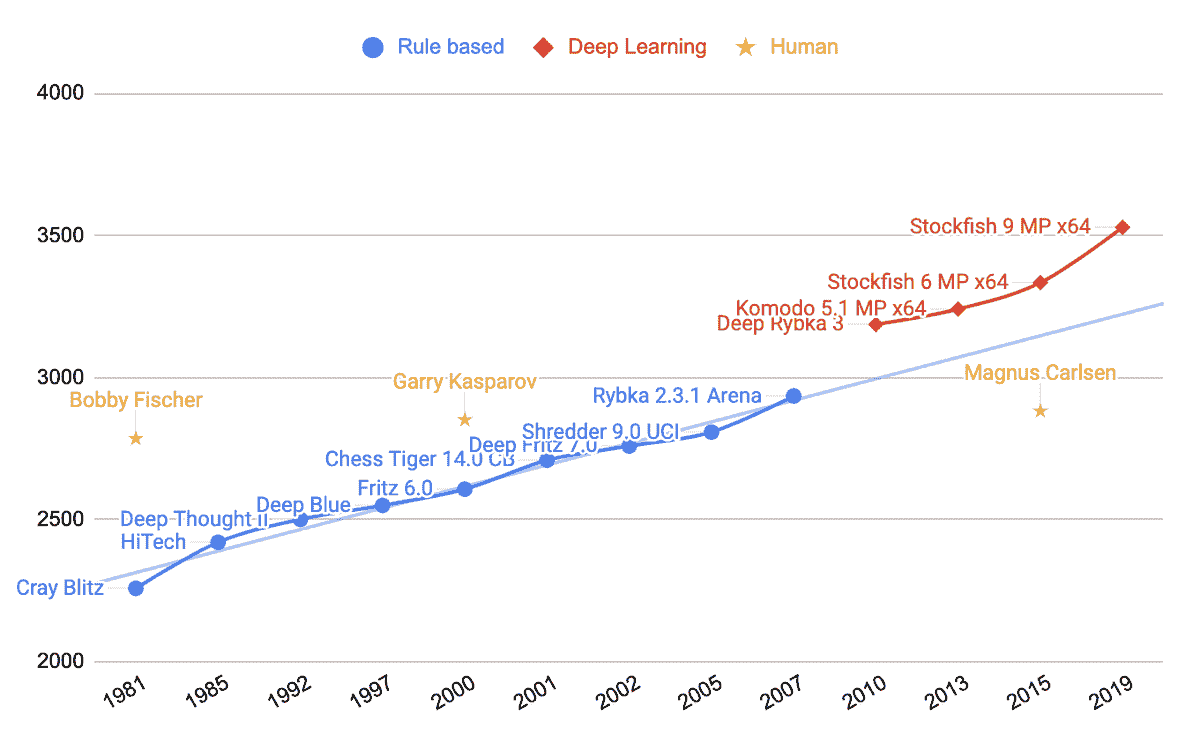 Rule based Deep Learning Human
4000
3500
3000
2500
2000
Stockfish 9 MP x64
Stockfish 6 MP x64
Komodo 5.1 MP x64
Deep Rybka 3
Magnus Carlsen
Garry Kasparov
Bobby Fischer
Rybka 2.3.1 Arena
Shredder 9.0 UCI
Deep Fritz 7.0
Chess Tiger 14.0 CB
Fritz 6.0
Deep Blue
Deep Thought II
HiTech
Cray Blitz
1981 1985 1992 1997 2000 2001 2002 2005 2007 2010 2013 2015 2019